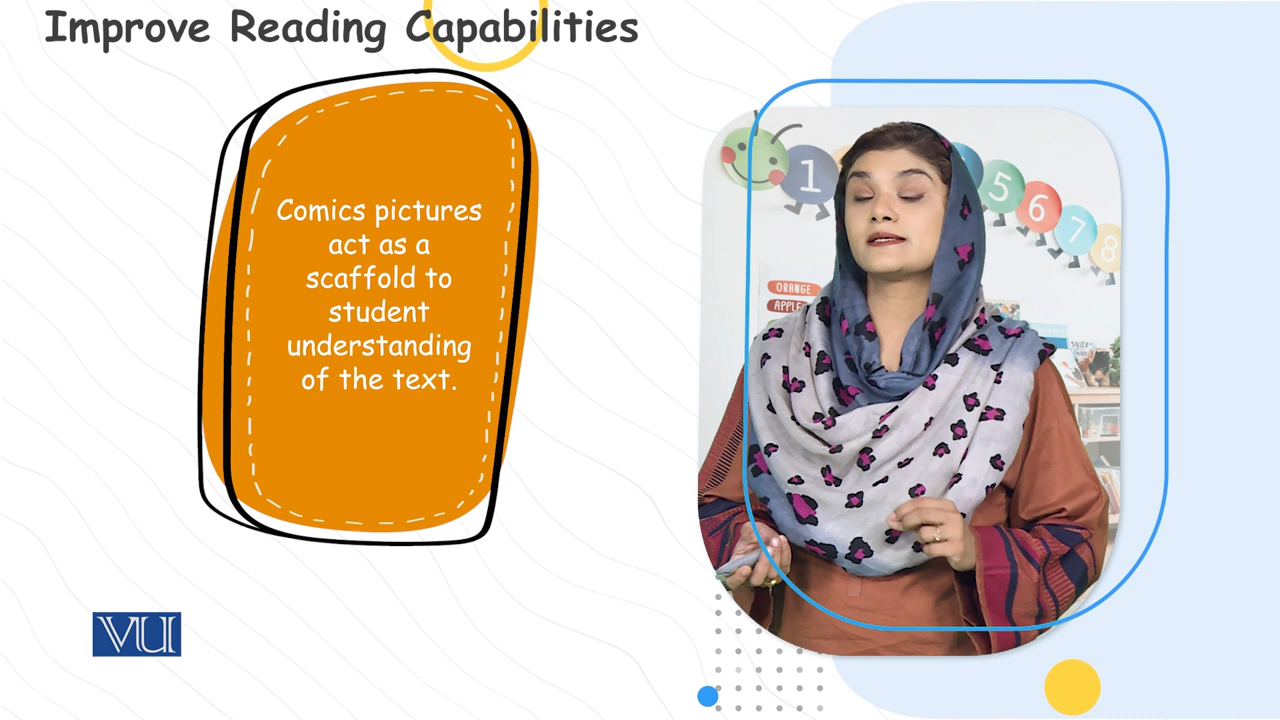 Improve Reading Capabilities
Comics pictures
act as a
scaffold to
student
understanding
of the text.
1
5
6
7
8
ORANGE
APPLE
VU